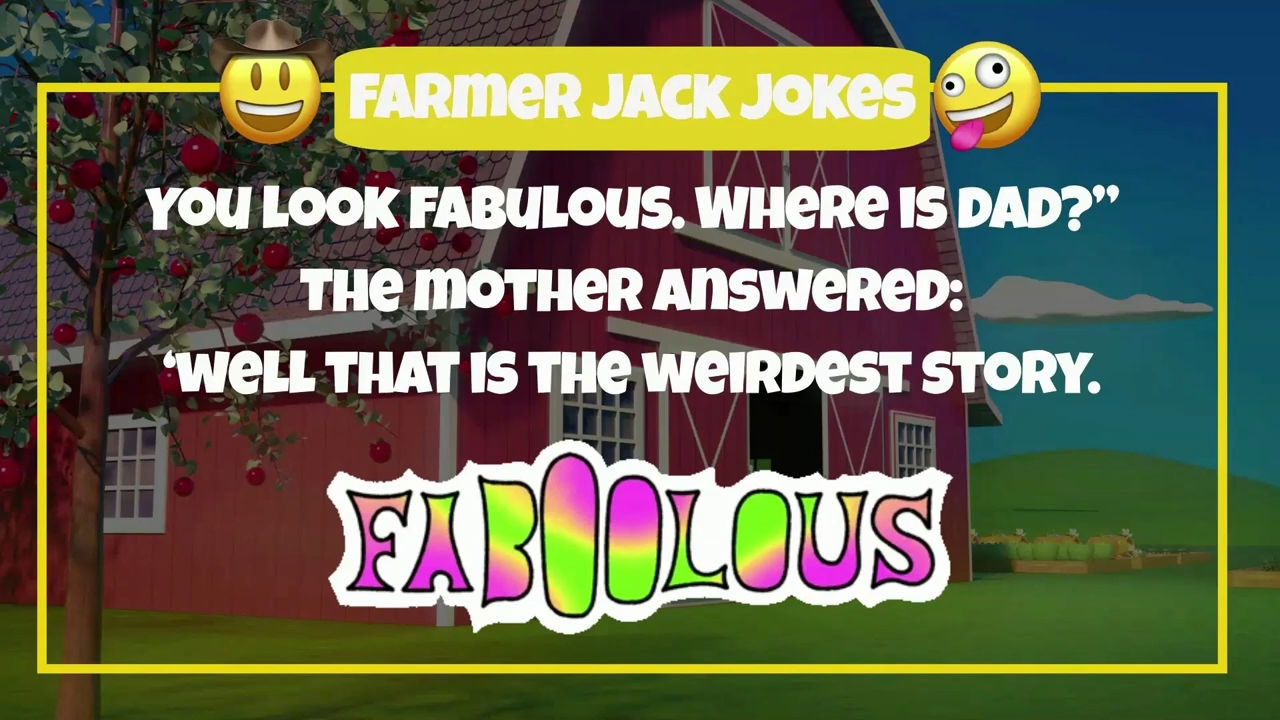 FARMER JACK JOKES
YOU LOOK FABULOUS. WHERE IS DAD?”
THE MOTHER ANSWERED:
‘WELL THAT IS THE WEIRDEST STORY.
FABOOLOUS